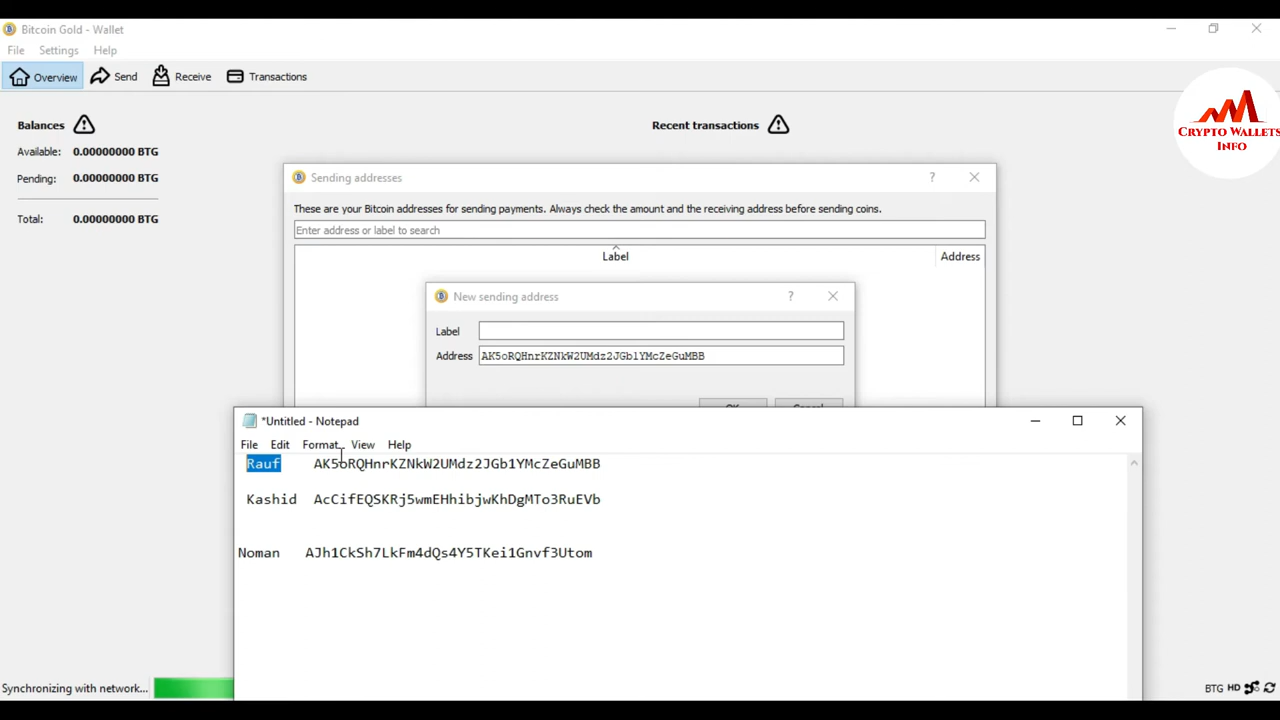 Bitcoin Gold - Wallet
File Settings Help
Overview Send Receive Transactions
CRYPTO WALLETS
INFO
Balances
Available: 0.00000000 BTG
Pending: 0.00000000 BTG
Total: 0.00000000 BTG
Recent transactions
Sending addresses
These are your Bitcoin addresses for sending payments. Always check the amount and the receiving address before sending coins.
Enter address or label to search
Label Address
New sending address
Label
Address AK5oRQHnrKZNkW2UMdz2JGb1YMcZeGuMBB
OK Cancel
*Untitled - Notepad
File Edit Format View Help
Rauf AK5oRQHnrKZNkW2UMdz2JGb1YMcZeGuMBB
Kashid AcCifEQSKRj5wmEHhibjwKhDgMTo3RuEVb
Noman AJh1CkSh7LkFm4dQs4Y5TKei1Gnvf3Utom
Synchronizing with network...
BTG HD